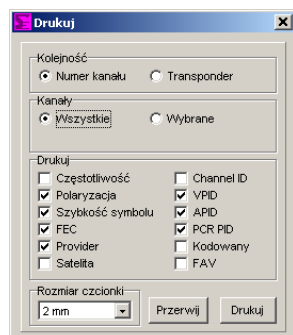 Drukuj
Kolejność
Numer kanału Transponder
Kanały
Wszystkie Wybrane
Drukuj
Częstotliwość Channel ID
Polaryzacja VPID
Szybkość symbolu APID
FEC PCR PID
Provider Kodowany
Satelita FAV
Rozmiar czcionki
2 mm Przerwij Drukuj